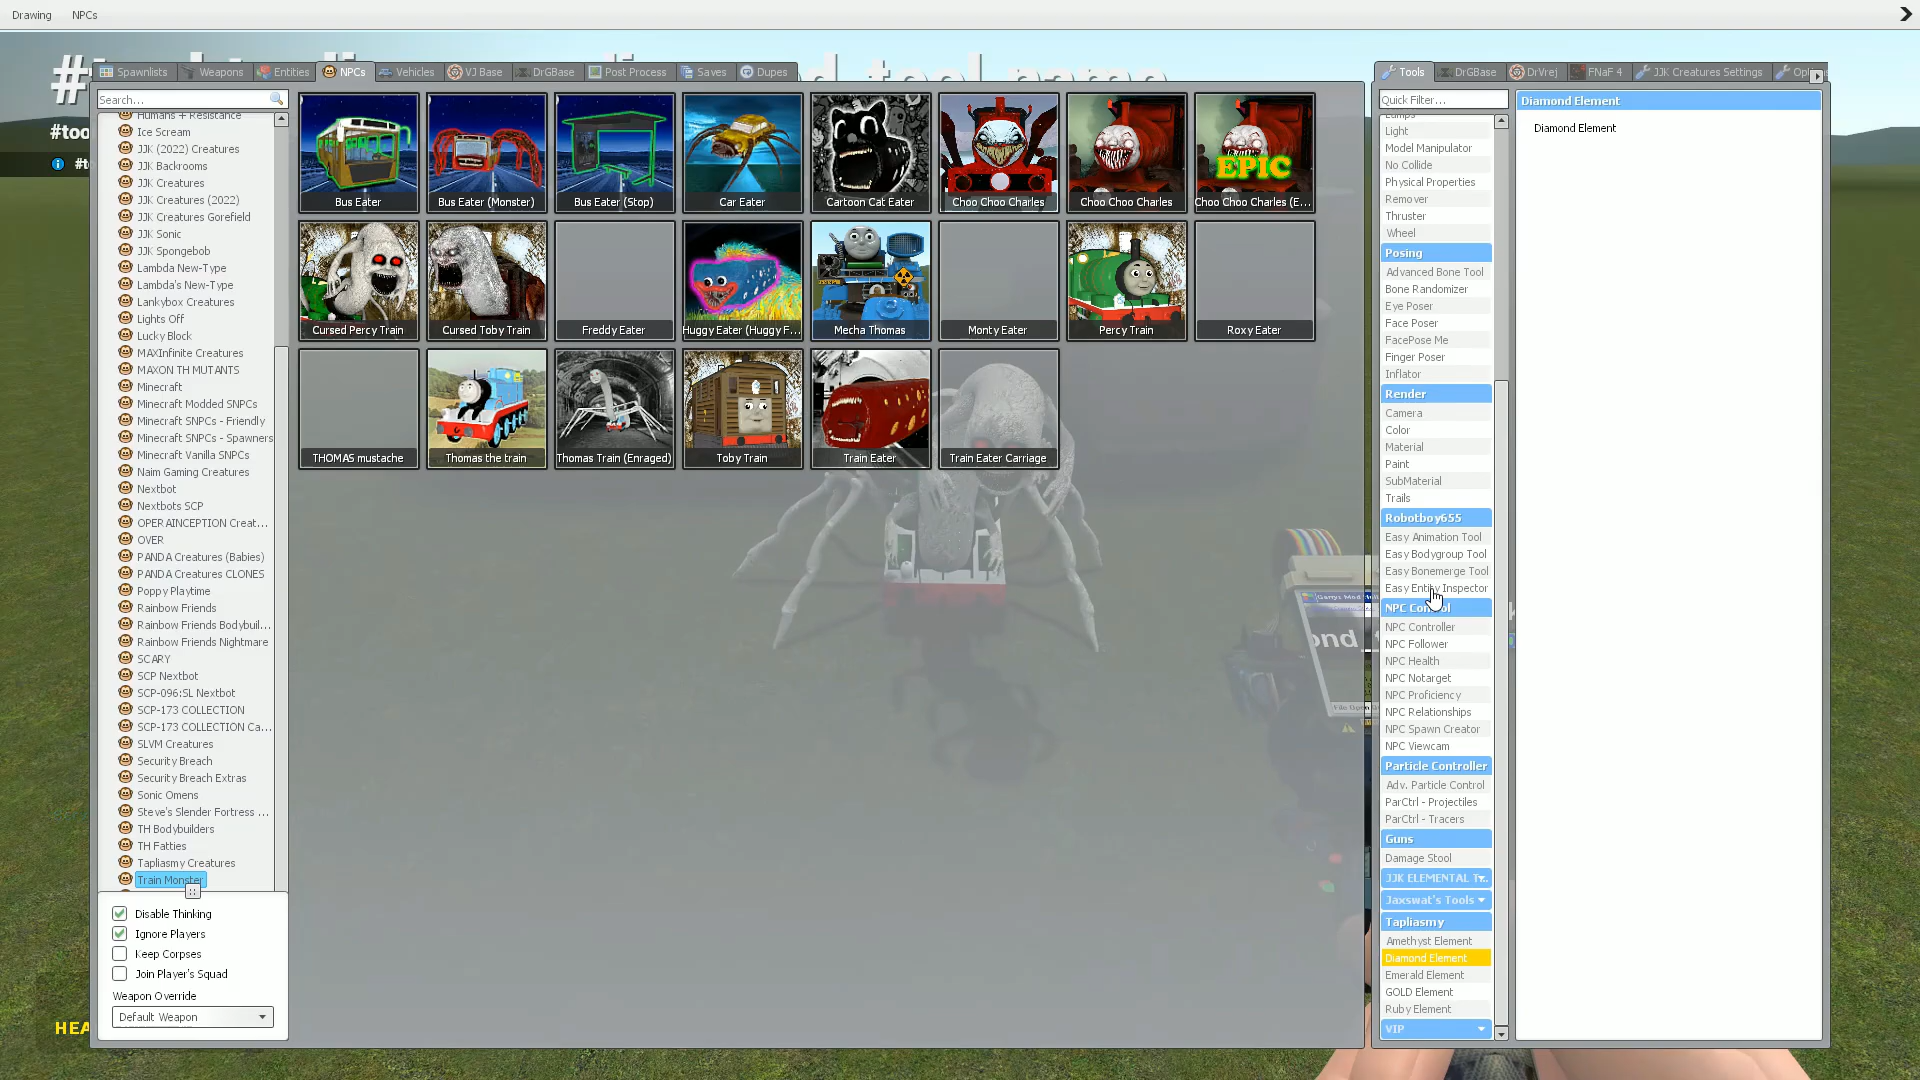 Drawing NPCs
Spawnlists Weapons Entities NPCs Vehicles VJ Base DrGBase Post Process Saves Dupes
Tools DrGBase DrVrej FNaF 4 JJK Creatures Settings
Search...
Humans + Resistance
Ice Scream
JJK (2022) Creatures
JJK Backrooms
JJK Creatures
JJK Creatures (2022)
JJK Creatures Gorefield
JJK Sonic
JJK Spongebob
Lambda New-Type
Lambda's New-Type
Lankybox Creatures
Lights Off
Lucky Block
MAXInfinite Creatures
MAXON TH MUTANTS
Minecraft
Minecraft Modded SNPCs
Minecraft SNPCs - Friendly
Minecraft SNPCs - Spawners
Minecraft Vanilla SNPCs
Naim Gaming Creatures
Nextbot
Nextbots SCP
OPERAINCEPTION Creat...
OVER
PANDA Creatures (Babies)
PANDA Creatures CLONES
Poppy Playtime
Rainbow Friends
Rainbow Friends Bodybuil...
Rainbow Friends Nightmare
SCARY
SCP Nextbot
SCP-096:SL Nextbot
SCP-173 COLLECTION
SCP-173 COLLECTION Ca...
SLVM Creatures
Security Breach
Security Breach Extras
Sonic Omens
Steve's Slender Fortress ...
TH Bodybuilders
TH Fatties
Tapliasmy Creatures
Train Monster
Disable Thinking
Ignore Players
Keep Corpses
Join Player's Squad
Weapon Override
Default Weapon
Bus Eater
Bus Eater (Monster)
Bus Eater (Stop)
Car Eater
Cartoon Cat Eater
Choo Choo Charles
Choo Choo Charles
EPIC
Choo Choo Charles (E...
Cursed Percy Train
Cursed Toby Train
Freddy Eater
Huggy Eater (Huggy F...
Mecha Thomas
Monty Eater
Percy Train
Roxy Eater
THOMAS mustache
Thomas the train
Thomas Train (Enraged)
Toby Train
Train Eater
Train Eater Carriage
Quick Filter...
Lamps
Light
Model Manipulator
No Collide
Physical Properties
Remover
Thruster
Wheel
Posing
Advanced Bone Tool
Bone Randomizer
Eye Poser
Face Poser
FacePose Me
Finger Poser
Inflator
Render
Camera
Color
Material
Paint
SubMaterial
Trails
Robotboy655
Easy Animation Tool
Easy Bodygroup Tool
Easy Bonemerge Tool
Easy Entity Inspector
NPC Control
NPC Controller
NPC Follower
NPC Health
NPC Notarget
NPC Proficiency
NPC Relationships
NPC Spawn Creator
NPC Viewcam
Particle Controller
Adv. Particle Control
ParCtrl - Projectiles
ParCtrl - Tracers
Guns
Damage Stool
JJK ELEMENTAL T...
Jaxswat's Tools
Tapliasmy
Amethyst Element
Diamond Element
Emerald Element
GOLD Element
Ruby Element
VIP
Diamond Element
Diamond Element
HEA